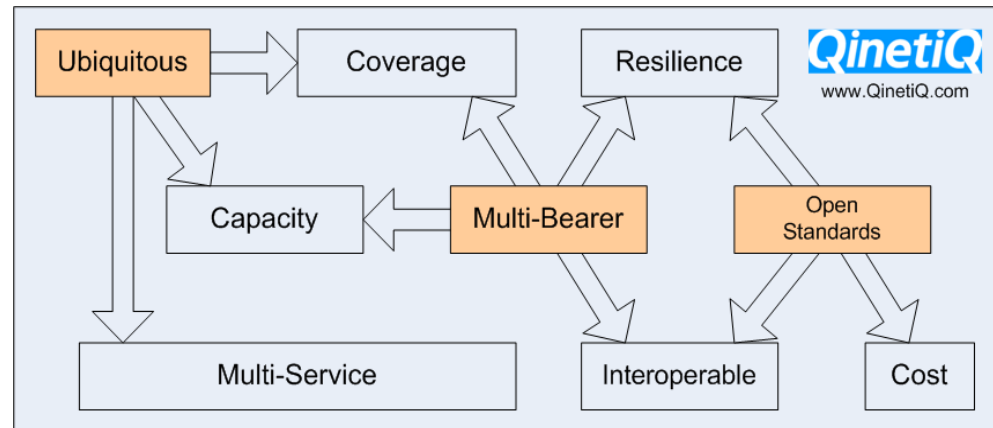 Ubiquitous
Coverage
Resilience
QinetiQ
www.QinetiQ.com
Capacity
Multi-Bearer
Open
Standards
Multi-Service
Interoperable
Cost